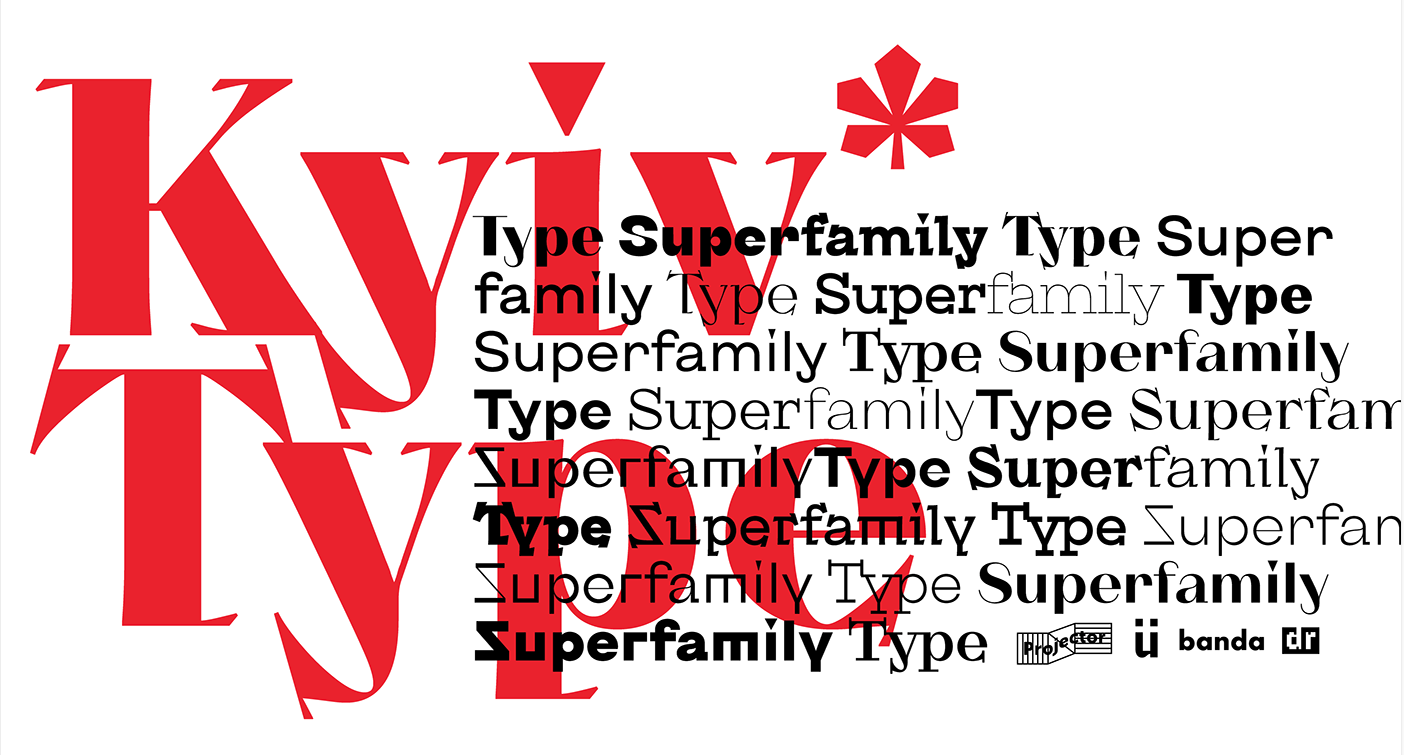 Kyiv*
Type
Type Superfamily Type Super
family Type Superfamily Type
Superfamily Type Superfamily
Type SuperfamilyType Superfam
SuperfamilyType Superfamily
Type Superfamily Type Superfam
Superfamily Type Superfamily
Superfamily Type
Projector ü banda dr